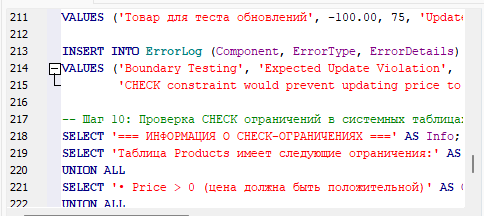 211 VALUES ('Товар для теста обновлений', -100.00, 75, 'Update
212
213 INSERT INTO ErrorLog (Component, ErrorType, ErrorDetails)
214 VALUES ('Boundary Testing', 'Expected Update Violation',
215 'CHECK constraint would prevent updating price to
216
217 -- Шаг 10: Проверка CHECK ограничений в системных таблицах
218 SELECT '=== ИНФОРМАЦИЯ О CHECK-ОГРАНИЧЕНИЯХ ===' AS Info;
219 SELECT 'Таблица Products имеет следующие ограничения:' AS
220 UNION ALL
221 SELECT '• Price > 0 (цена должна быть положительной)' AS
222 UNION ALL